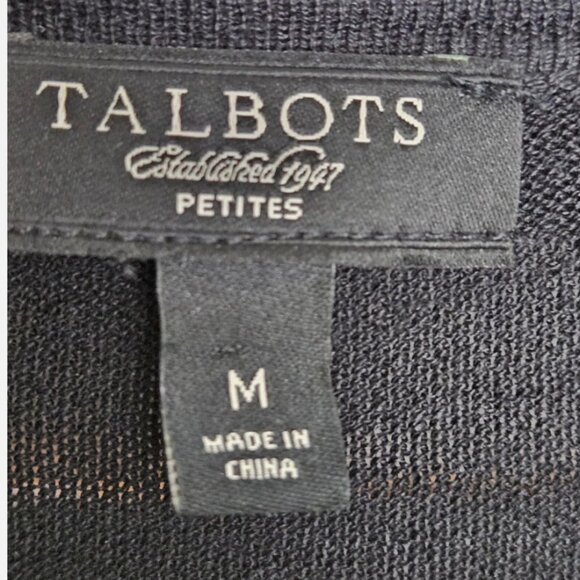 TALBOTS
Established 1947
PETITES
M
MADE IN
CHINA